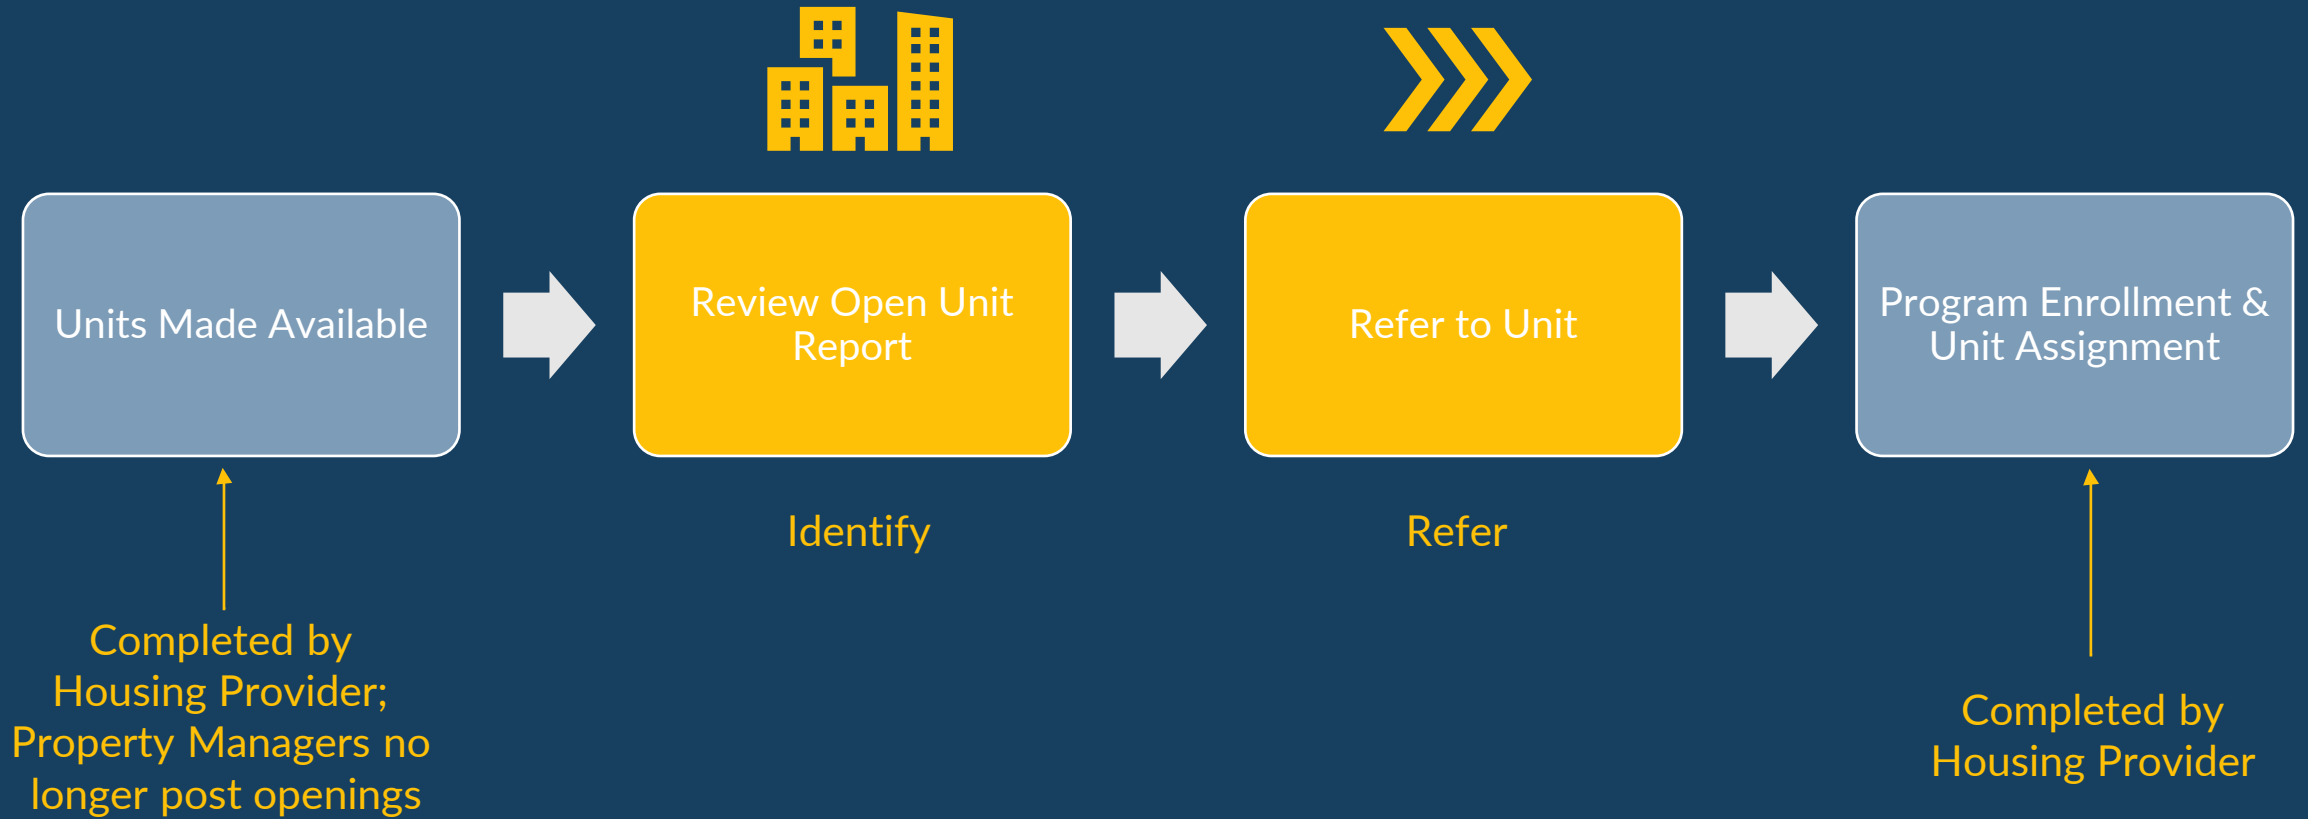 Units Made Available
Review Open Unit
Report
Refer to Unit
Program Enrollment &
Unit Assignment
Identify
Refer
Completed by
Housing Provider;
Property Managers no
longer post openings
Completed by
Housing Provider